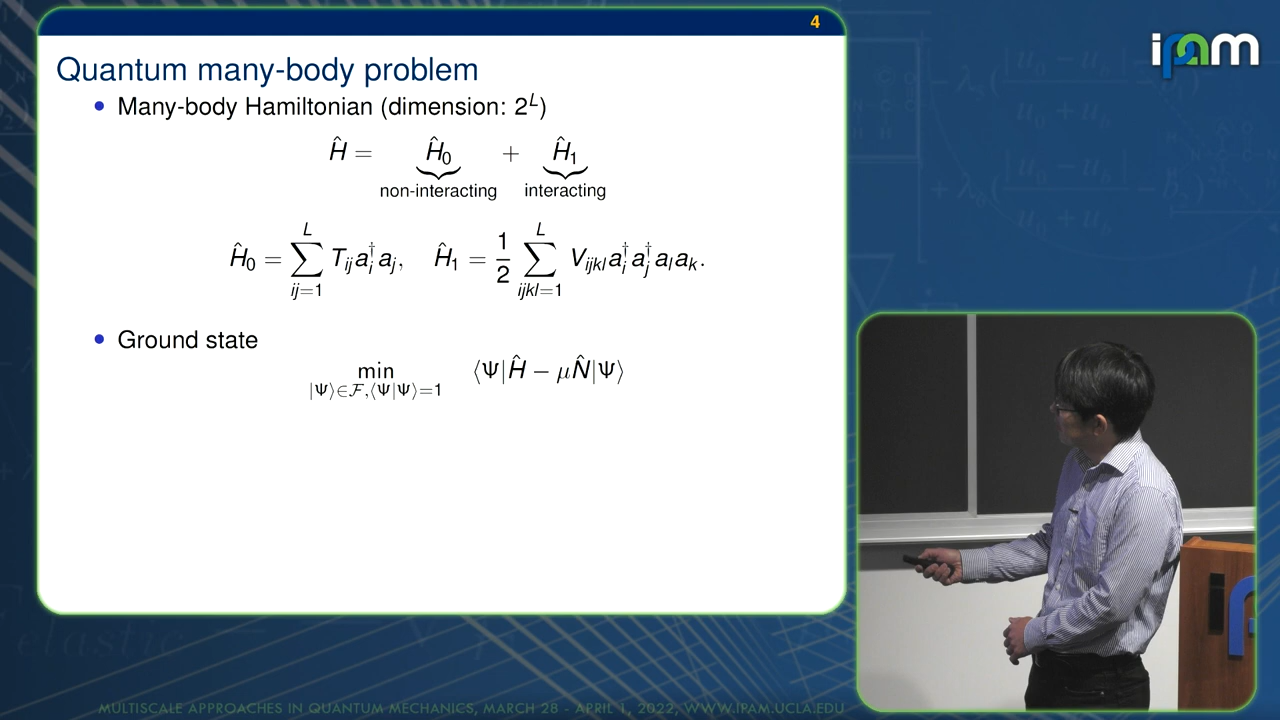 4
ipam
Quantum many-body problem
• Many-body Hamiltonian (dimension: 2^L)
Ĥ = Ĥ₀ + Ĥ₁
non-interacting interacting
Ĥ₀ = ∑_{ij=1}^{L} T_{ij} a_i^† a_j, Ĥ₁ = 1/2 ∑_{ijkl=1}^{L} V_{ijkl} a_i^† a_j^† a_l a_k.
• Ground state
min_{|Ψ⟩∈ℱ,⟨Ψ|Ψ⟩=1} ⟨Ψ|Ĥ − μN̂|Ψ⟩
elastic
MULTISCALE APPROACHES IN QUANTUM MECHANICS, MARCH 28 - APRIL 1, 2022, WWW.IPAM.UCLA.EDU